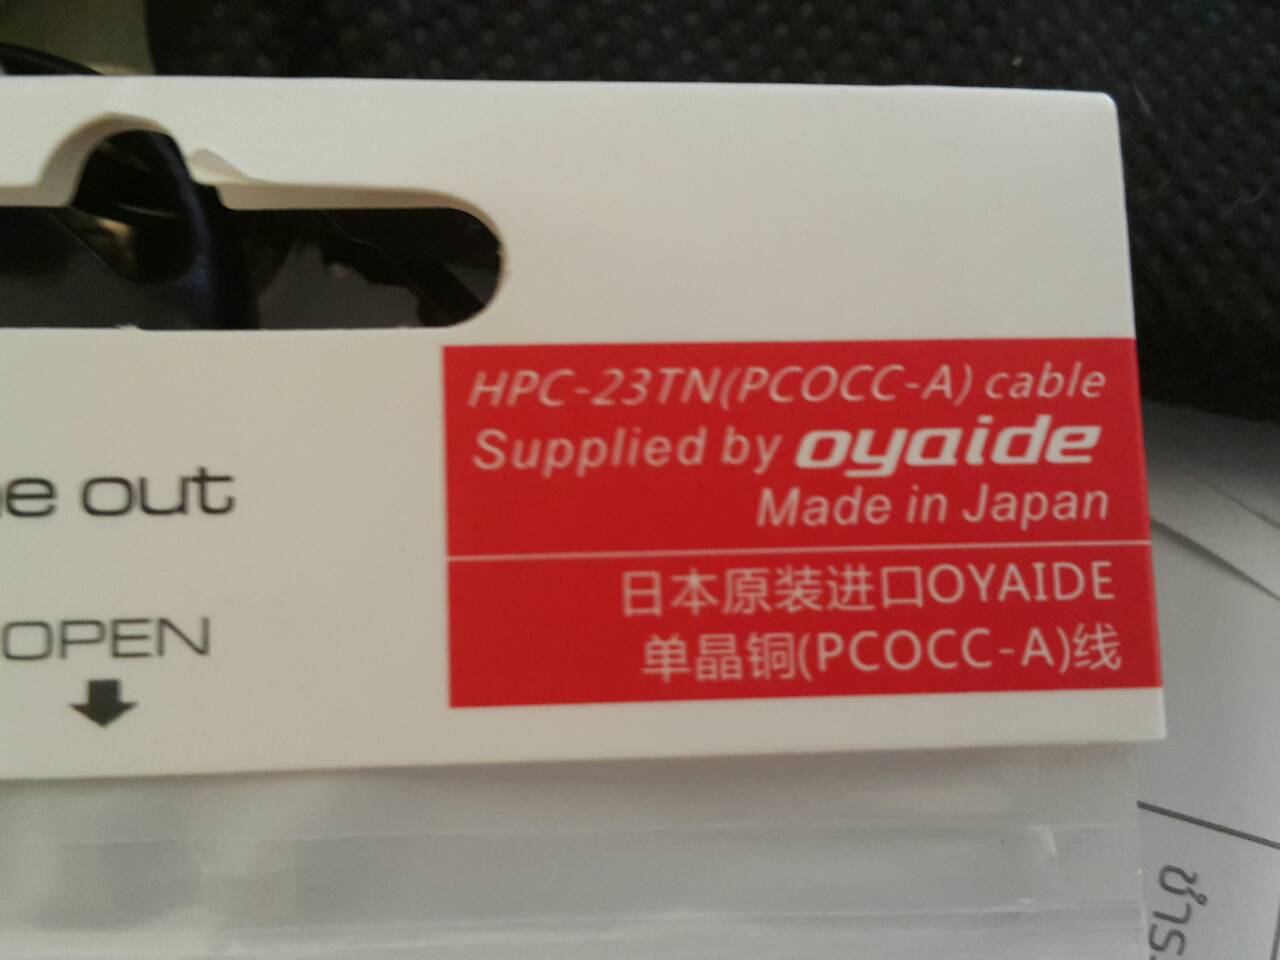 HPC-23TN(PCOCC-A) cable
Supplied by oyaide
Made in Japan
日本原装进口OYAIDE
单晶铜(PCOCC-A)线
out
OPEN